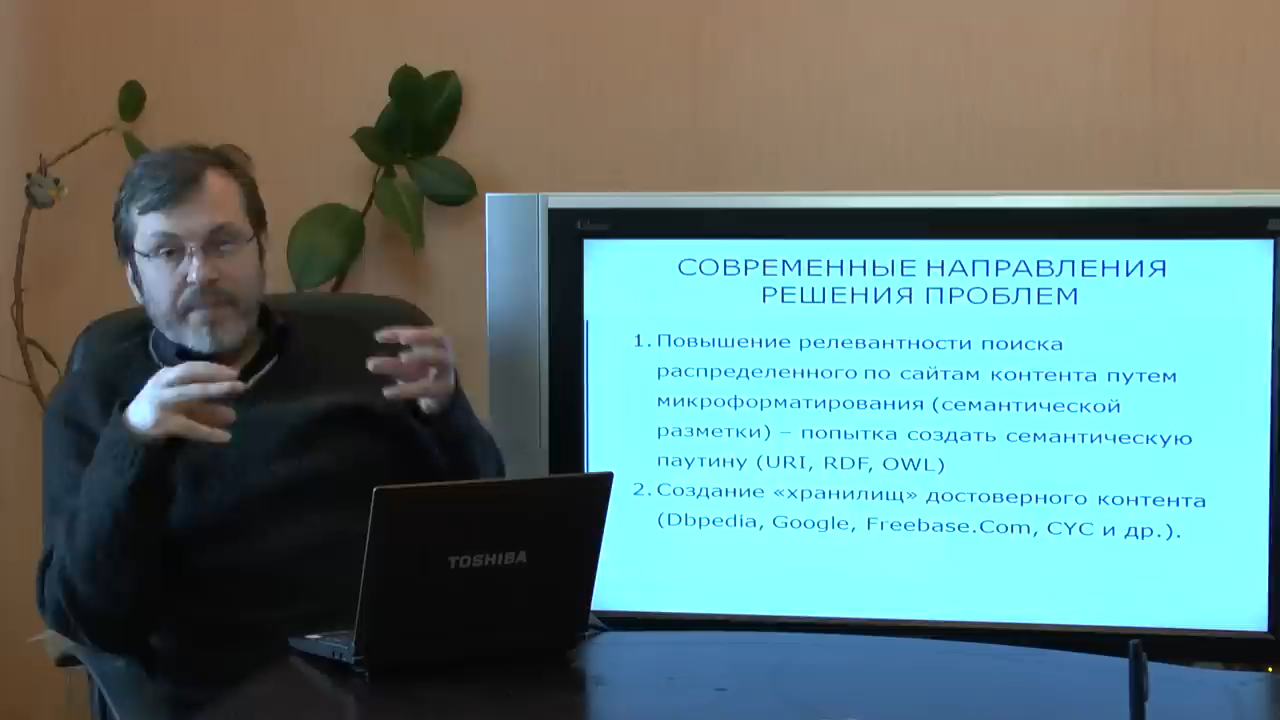 СОВРЕМЕННЫЕ НАПРАВЛЕНИЯ
РЕШЕНИЯ ПРОБЛЕМ
1. Повышение релевантности поиска
распределенного по сайтам контента путем
микроформатирования (семантической
разметки) – попытка создать семантическую
паутину (URI, RDF, OWL)
2. Создание «хранилищ» достоверного контента
(Dbpedia, Google, Freebase.Com, CYC и др.).
TOSHIBA